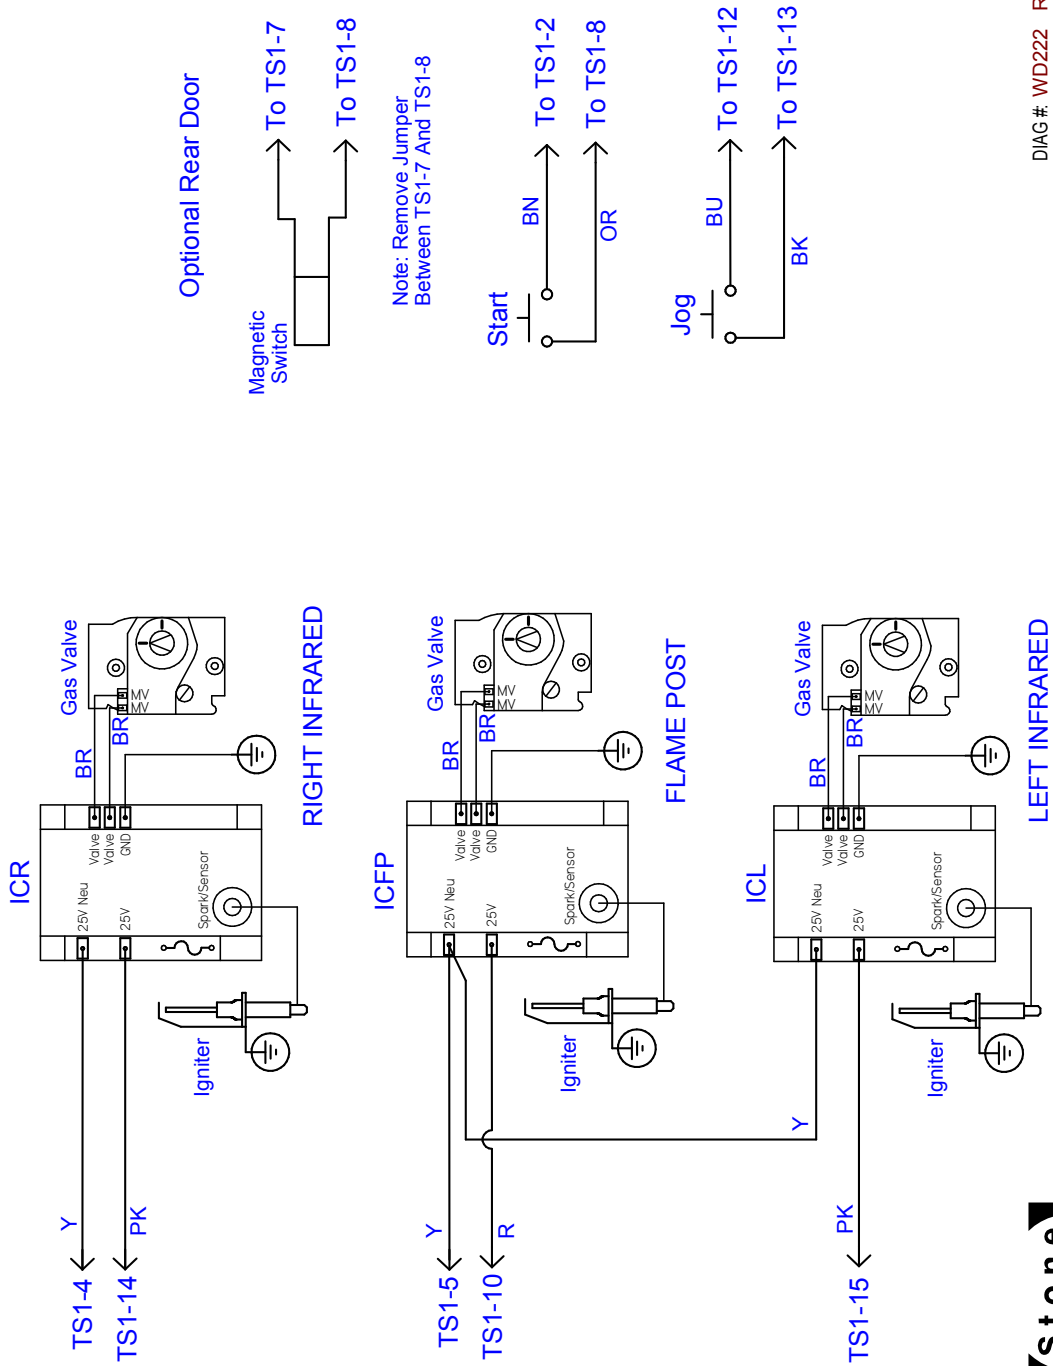 Optional Rear Door
Magnetic
Switch
To TS1-7
To TS1-8
Note: Remove Jumper
Between TS1-7 And TS1-8
Start
BN
To TS1-2
OR
To TS1-8
Jog
BU
To TS1-12
BK
To TS1-13
ICR
25V Neu
25V
Valve
Valve
GND
Spark/Sensor
BR
BR
Gas Valve
MV
MV
RIGHT INFRARED
Igniter
Y
TS1-4
PK
TS1-14
ICFP
25V Neu
25V
Valve
Valve
GND
Spark/Sensor
BR
BR
Gas Valve
MV
MV
FLAME POST
Igniter
Y
TS1-5
R
TS1-10
ICL
25V Neu
25V
Valve
Valve
GND
Spark/Sensor
BR
BR
Gas Valve
MV
MV
LEFT INFRARED
Igniter
Y
PK
TS1-15
DIAG #: WD222 R
stone